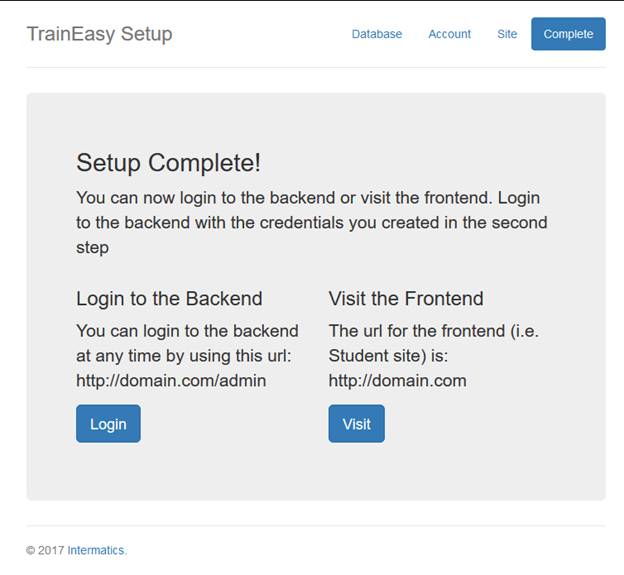 TrainEasy Setup
Database Account Site Complete
Setup Complete!
You can now login to the backend or visit the frontend. Login
to the backend with the credentials you created in the second
step
Login to the Backend
You can login to the backend
at any time by using this url:
http://domain.com/admin
Login
Visit the Frontend
The url for the frontend (i.e.
Student site) is:
http://domain.com
Visit
© 2017 Intermatics.